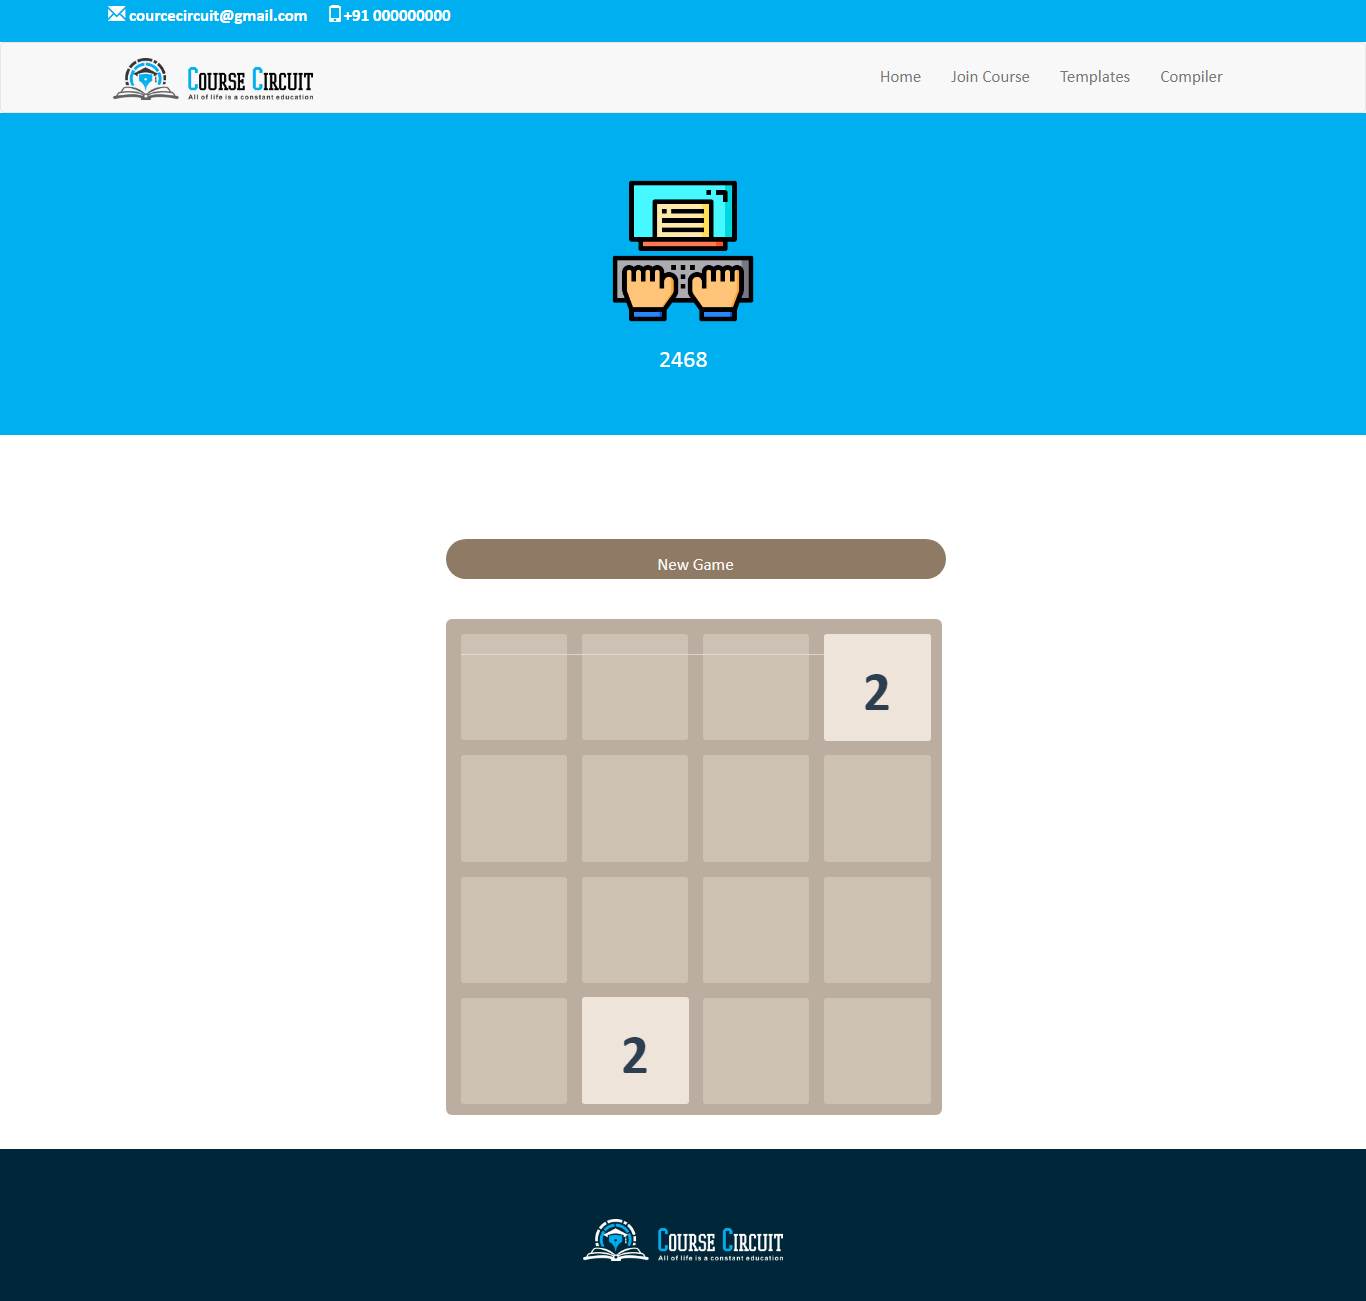 courcecircuit@gmail.com +91 000000000
COURSE CIRCUIT
All of life is a constant education
Home Join Course Templates Compiler
2468
New Game
2
2
COURSE CIRCUIT
All of life is a constant education